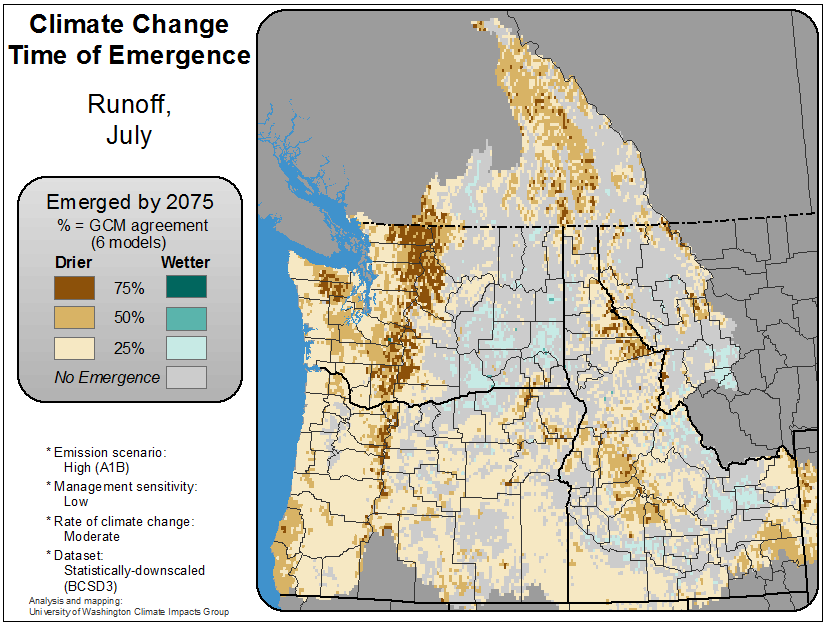 Climate Change
Time of Emergence
Runoff,
July
Emerged by 2075
% = GCM agreement
(6 models)
Drier Wetter
75%
50%
25%
No Emergence
* Emission scenario:
High (A1B)
* Management sensitivity:
Low
* Rate of climate change:
Moderate
* Dataset:
Statistically-downscaled
(BCSD3)
Analysis and mapping:
University of Washington Climate Impacts Group